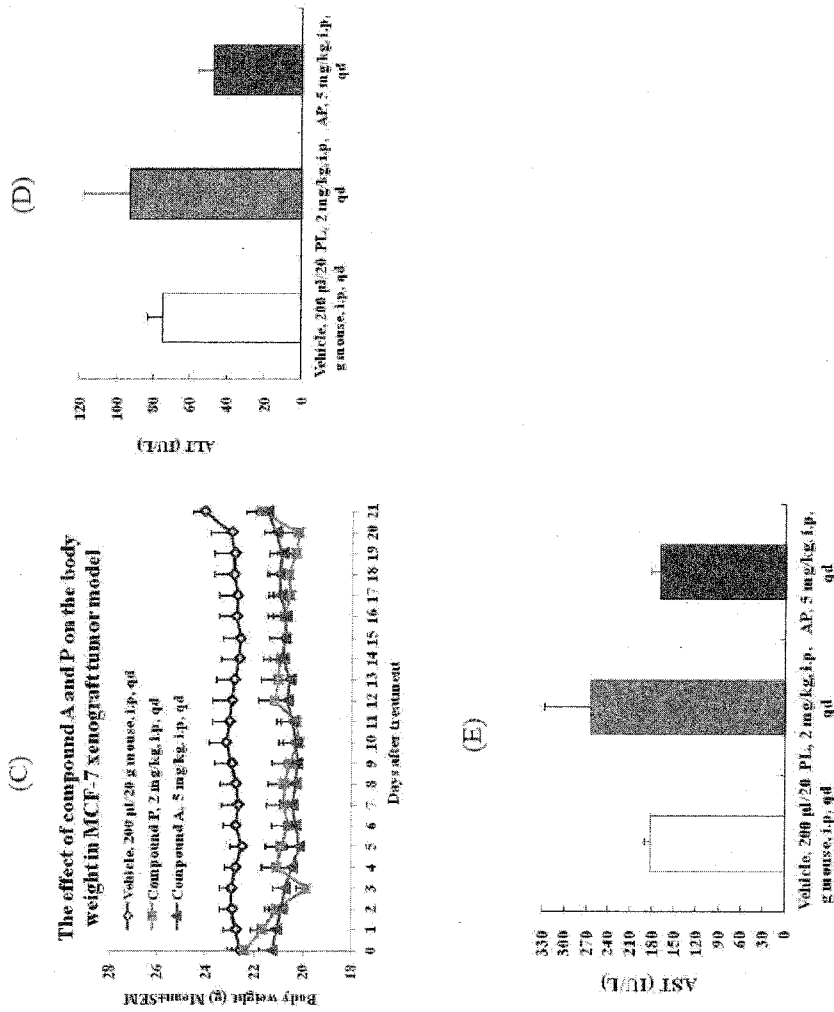 (C)
The effect of compound A and P on the body
weight in MCF-7 xenograft tumor model
Vehicle, 200 µl/20 g mouse, i.p, qd
Compound P, 2 mg/kg, i.p, qd
Compound A, 5 mg/kg, i.p, qd
Body weight (g) Mean±SEM
28
26
24
22
20
18
0 1 2 3 4 5 6 7 8 9 10 11 12 13 14 15 16 17 18 19 20 21
Days after treatment
(D)
ALT (IU/L)
120
100
80
60
40
20
0
Vehicle, 200 µl/20 g mouse, i.p, qd
PL, 2 mg/kg, i.p, qd
AP, 5 mg/kg, i.p, qd
(E)
AST (IU/L)
330
300
270
240
210
180
150
120
90
60
30
0
Vehicle, 200 µl/20 g mouse, i.p, qd
PL, 2 mg/kg, i.p, qd
AP, 5 mg/kg, i.p, qd